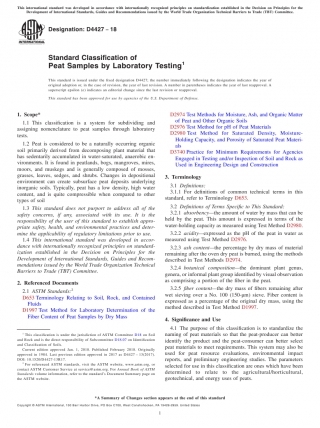 This international standard was developed in accordance with internationally recognized principles on standardization established in the Decision on Principles for the
Development of International Standards, Guides and Recommendations issued by the World Trade Organization Technical Barriers to Trade (TBT) Committee.
Designation: D4427 − 18
INTERNATIONAL
Standard Classification of
Peat Samples by Laboratory Testing1
This standard is issued under the fixed designation D4427; the number immediately following the designation indicates the year of
original adoption or, in the case of revision, the year of last revision. A number in parentheses indicates the year of last reapproval. A
superscript epsilon (ε) indicates an editorial change since the last revision or reapproval.
This standard has been approved for use by agencies of the U.S. Department of Defense.
1. Scope*
1.1 This classification is a system for subdividing and
assigning nomenclature to peat samples through laboratory
tests.
1.2 Peat is considered to be a naturally occurring organic
soil primarily derived from decomposing plant material that
has substantially accumulated in water-saturated, anaerobic en-
vironments. It is found in peatlands, bogs, mangroves, mires,
moors, and muskegs and is generally composed of mosses,
grasses, leaves, sedges, and shrubs. Changes in depositional
environment can create subsurface peat deposits underlying
inorganic soils. Typically, peat has a low density, high water
content, and is quite compressible when compared to other
types of soil
1.3 This standard does not purport to address all of the
safety concerns, if any, associated with its use. It is the
responsibility of the user of this standard to establish appro-
priate safety, health, and environmental practices and deter-
mine the applicability of regulatory limitations prior to use.
1.4 This international standard was developed in accor-
dance with internationally recognized principles on standard-
ization established in the Decision on Principles for the
Development of International Standards, Guides and Recom-
mendations issued by the World Trade Organization Technical
Barriers to Trade (TBT) Committee.
2. Referenced Documents
2.1 ASTM Standards:2
D653 Terminology Relating to Soil, Rock, and Contained
Fluids
D1997 Test Method for Laboratory Determination of the
Fiber Content of Peat Samples by Dry Mass
1 This classification is under the jurisdiction of ASTM Committee D18 on Soil
and Rock and is the direct responsibility of Subcommittee D18.07 on Identification
and Classification of Soils.
Current edition approved Jan. 1, 2018. Published February 2018. Originally
approved in 1984. Last previous edition approved in 2017 as D4427 – 13(2017).
DOI: 10.1520/D4427-18.
2 For referenced ASTM standards, visit the ASTM website, www.astm.org, or
contact ASTM Customer Service at service@astm.org. For Annual Book of ASTM
Standards volume information, refer to the standard's Document Summary page on
the ASTM website.
D2974 Test Methods for Moisture, Ash, and Organic Matter
of Peat and Other Organic Soils
D2976 Test Method for pH of Peat Materials
D2980 Test Method for Saturated Density, Moisture-
Holding Capacity, and Porosity of Saturated Peat Materi-
als
D3740 Practice for Minimum Requirements for Agencies
Engaged in Testing and/or Inspection of Soil and Rock as
Used in Engineering Design and Construction
3. Terminology
3.1 Definitions:
3.1.1 For definitions of common technical terms in this
standard, refer to Terminology D653.
3.2 Definitions of Terms Specific to This Standard:
3.2.1 absorbency—the amount of water by mass that can be
held by the peat. This amount is expressed in terms of the
water-holding capacity as measured using Test Method D2980.
3.2.2 acidity—expressed as the pH of the peat in water as
measured using Test Method D2976.
3.2.3 ash content—the percentage by dry mass of material
remaining after the oven dry peat is burned, using the methods
described in Test Methods D2974.
3.2.4 botanical composition—the dominant plant genus,
genera, or informal plant group identified by visual observation
as comprising a portion of the fiber in the peat.
3.2.5 fiber content—the dry mass of fibers remaining after
wet sieving over a No. 100 (150-µm) sieve. Fiber content is
expressed as a percentage of the original dry mass, using the
method described in Test Method D1997.
4. Significance and Use
4.1 The purpose of this classification is to standardize the
naming of peat materials so that the peat-producer can better
identify the product and the peat-consumer can better select
peat materials to meet requirements. This system may also be
used for peat resource evaluations, environmental impact
reports, and preliminary engineering studies. The parameters
selected for use in this classification are ones which have been
determined to relate to the agricultural/horticultural,
geotechnical, and energy uses of peats.
*A Summary of Changes section appears at the end of this standard
Copyright © ASTM International, 100 Barr Harbor Drive, PO Box C700, West Conshohocken, PA 19428-2959. United States
1